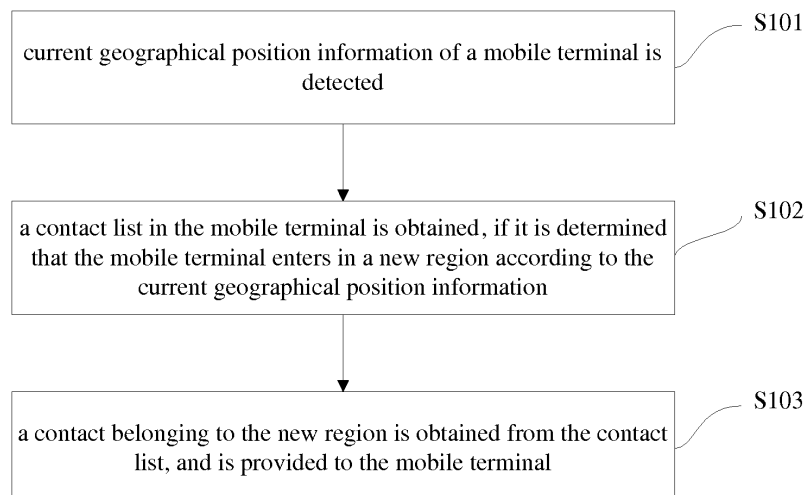 S101
current geographical position information of a mobile terminal is
detected
S102
a contact list in the mobile terminal is obtained, if it is determined
that the mobile terminal enters in a new region according to the
current geographical position information
S103
a contact belonging to the new region is obtained from the contact
list, and is provided to the mobile terminal